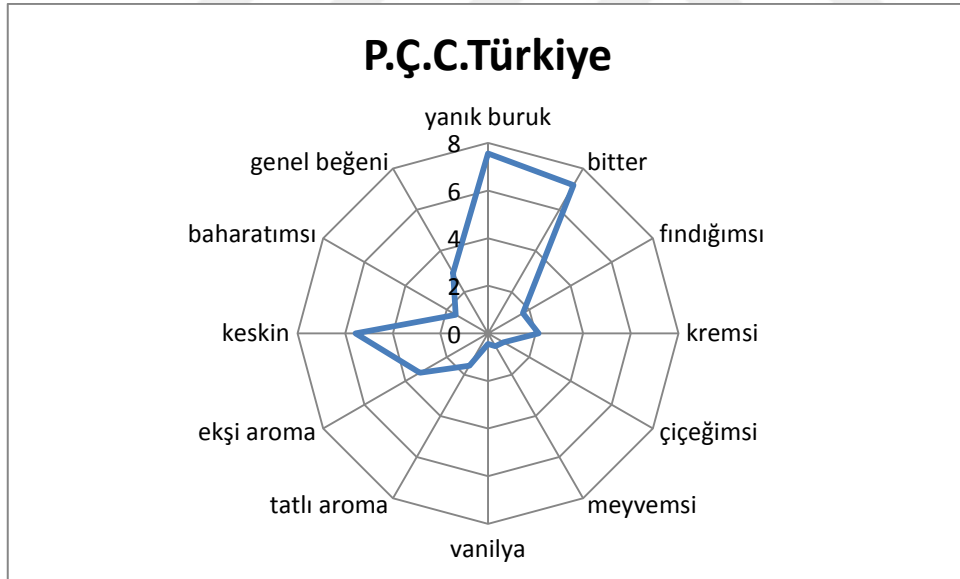 P.Ç.C.Türkiye
yanık buruk
bitter
fındığımsı
kremsi
çiçeğimsi
meyvemsi
vanilya
tatlı aroma
ekşi aroma
keskin
baharatımsı
genel beğeni
8
6
4
2
0